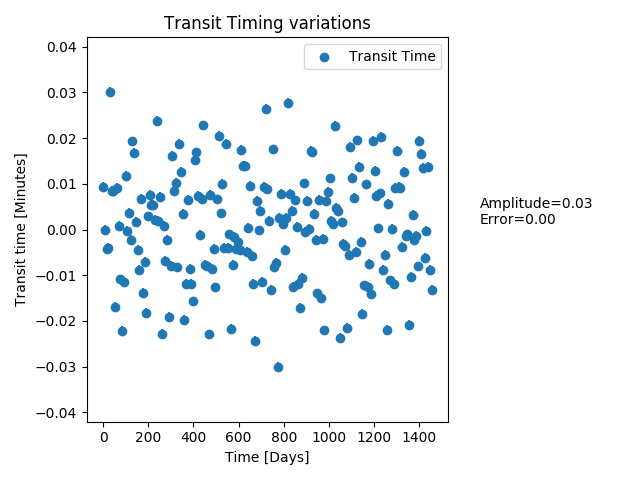 Transit Timing variations
Transit Time
0.04
0.03
0.02
0.01
0.00
−0.01
−0.02
−0.03
−0.04
Transit time [Minutes]
0 200 400 600 800 1000 1200 1400
Time [Days]
Amplitude=0.03
Error=0.00